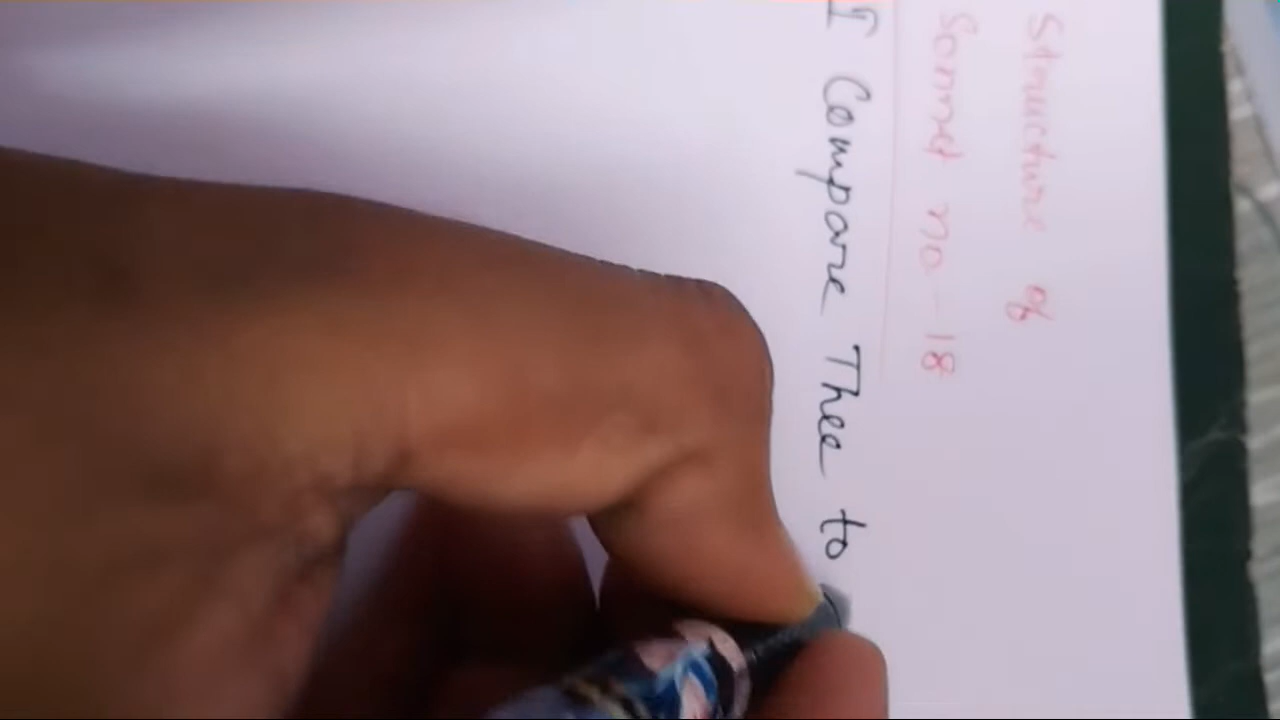 Structure of
Sonnet no - 18
I Compare Thee to